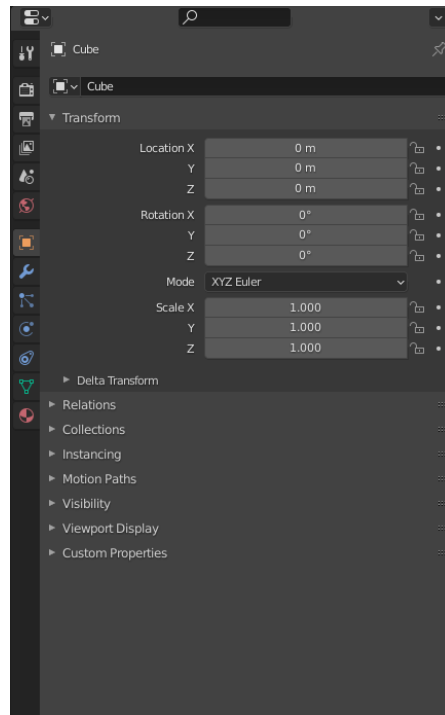 Cube
Cube
Transform
Location X 0 m
Y 0 m
Z 0 m
Rotation X 0°
Y 0°
Z 0°
Mode XYZ Euler
Scale X 1.000
Y 1.000
Z 1.000
Delta Transform
Relations
Collections
Instancing
Motion Paths
Visibility
Viewport Display
Custom Properties